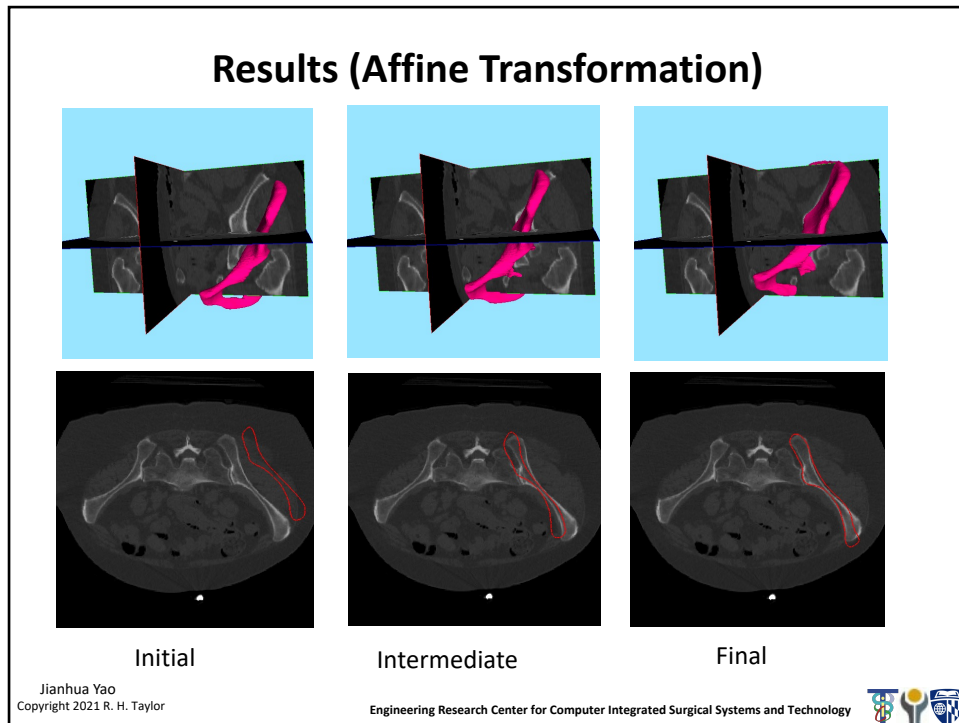 Results (Affine Transformation)
Initial
Intermediate
Final
Jianhua Yao
Copyright 2021 R. H. Taylor
Engineering Research Center for Computer Integrated Surgical Systems and Technology